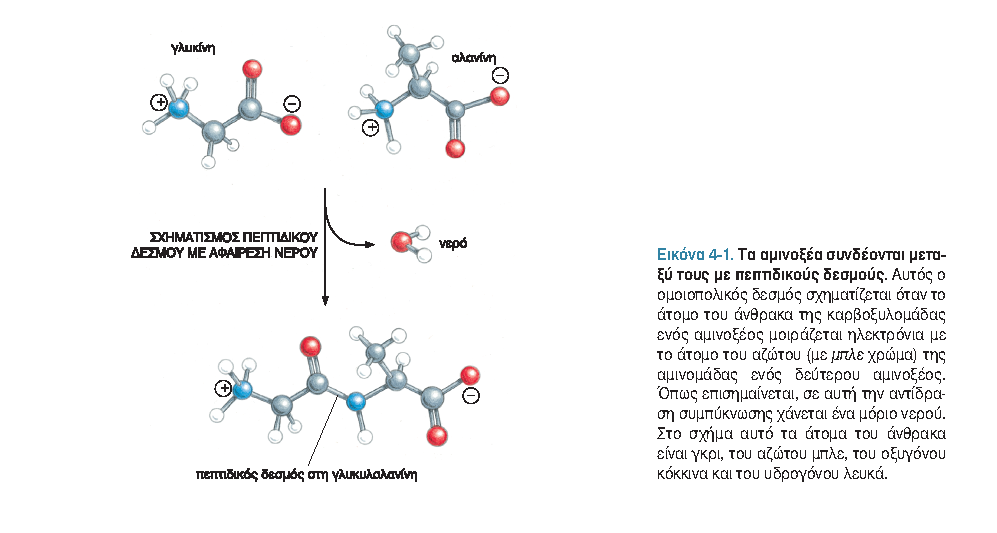 γλυκίνη
αλανίνη
ΣΧΗΜΑΤΙΣΜΟΣ ΠΕΠΤΙΔΙΚΟΥ
ΔΕΣΜΟΥ ΜΕ ΑΦΑΙΡΕΣΗ ΝΕΡΟΥ
νερό
πεπτιδικός δεσμός στη γλυκυλαλανίνη
Εικόνα 4-1. Τα αμινοξέα συνδέονται μετα-
ξύ τους με πεπτιδικούς δεσμούς. Αυτός ο
ομοιοπολικός δεσμός σχηματίζεται όταν το
άτομο του άνθρακα της καρβοξυλομάδας
ενός αμινοξέος μοιράζεται ηλεκτρόνια με
το άτομο του αζώτου (με μπλε χρώμα) της
αμινομάδας ενός δεύτερου αμινοξέος.
Όπως επισημαίνεται, σε αυτή την αντίδρα-
ση συμπύκνωσης χάνεται ένα μόριο νερού.
Στο σχήμα αυτό τα άτομα του άνθρακα
είναι γκρι, του αζώτου μπλε, του οξυγόνου
κόκκινα και του υδρογόνου λευκά.